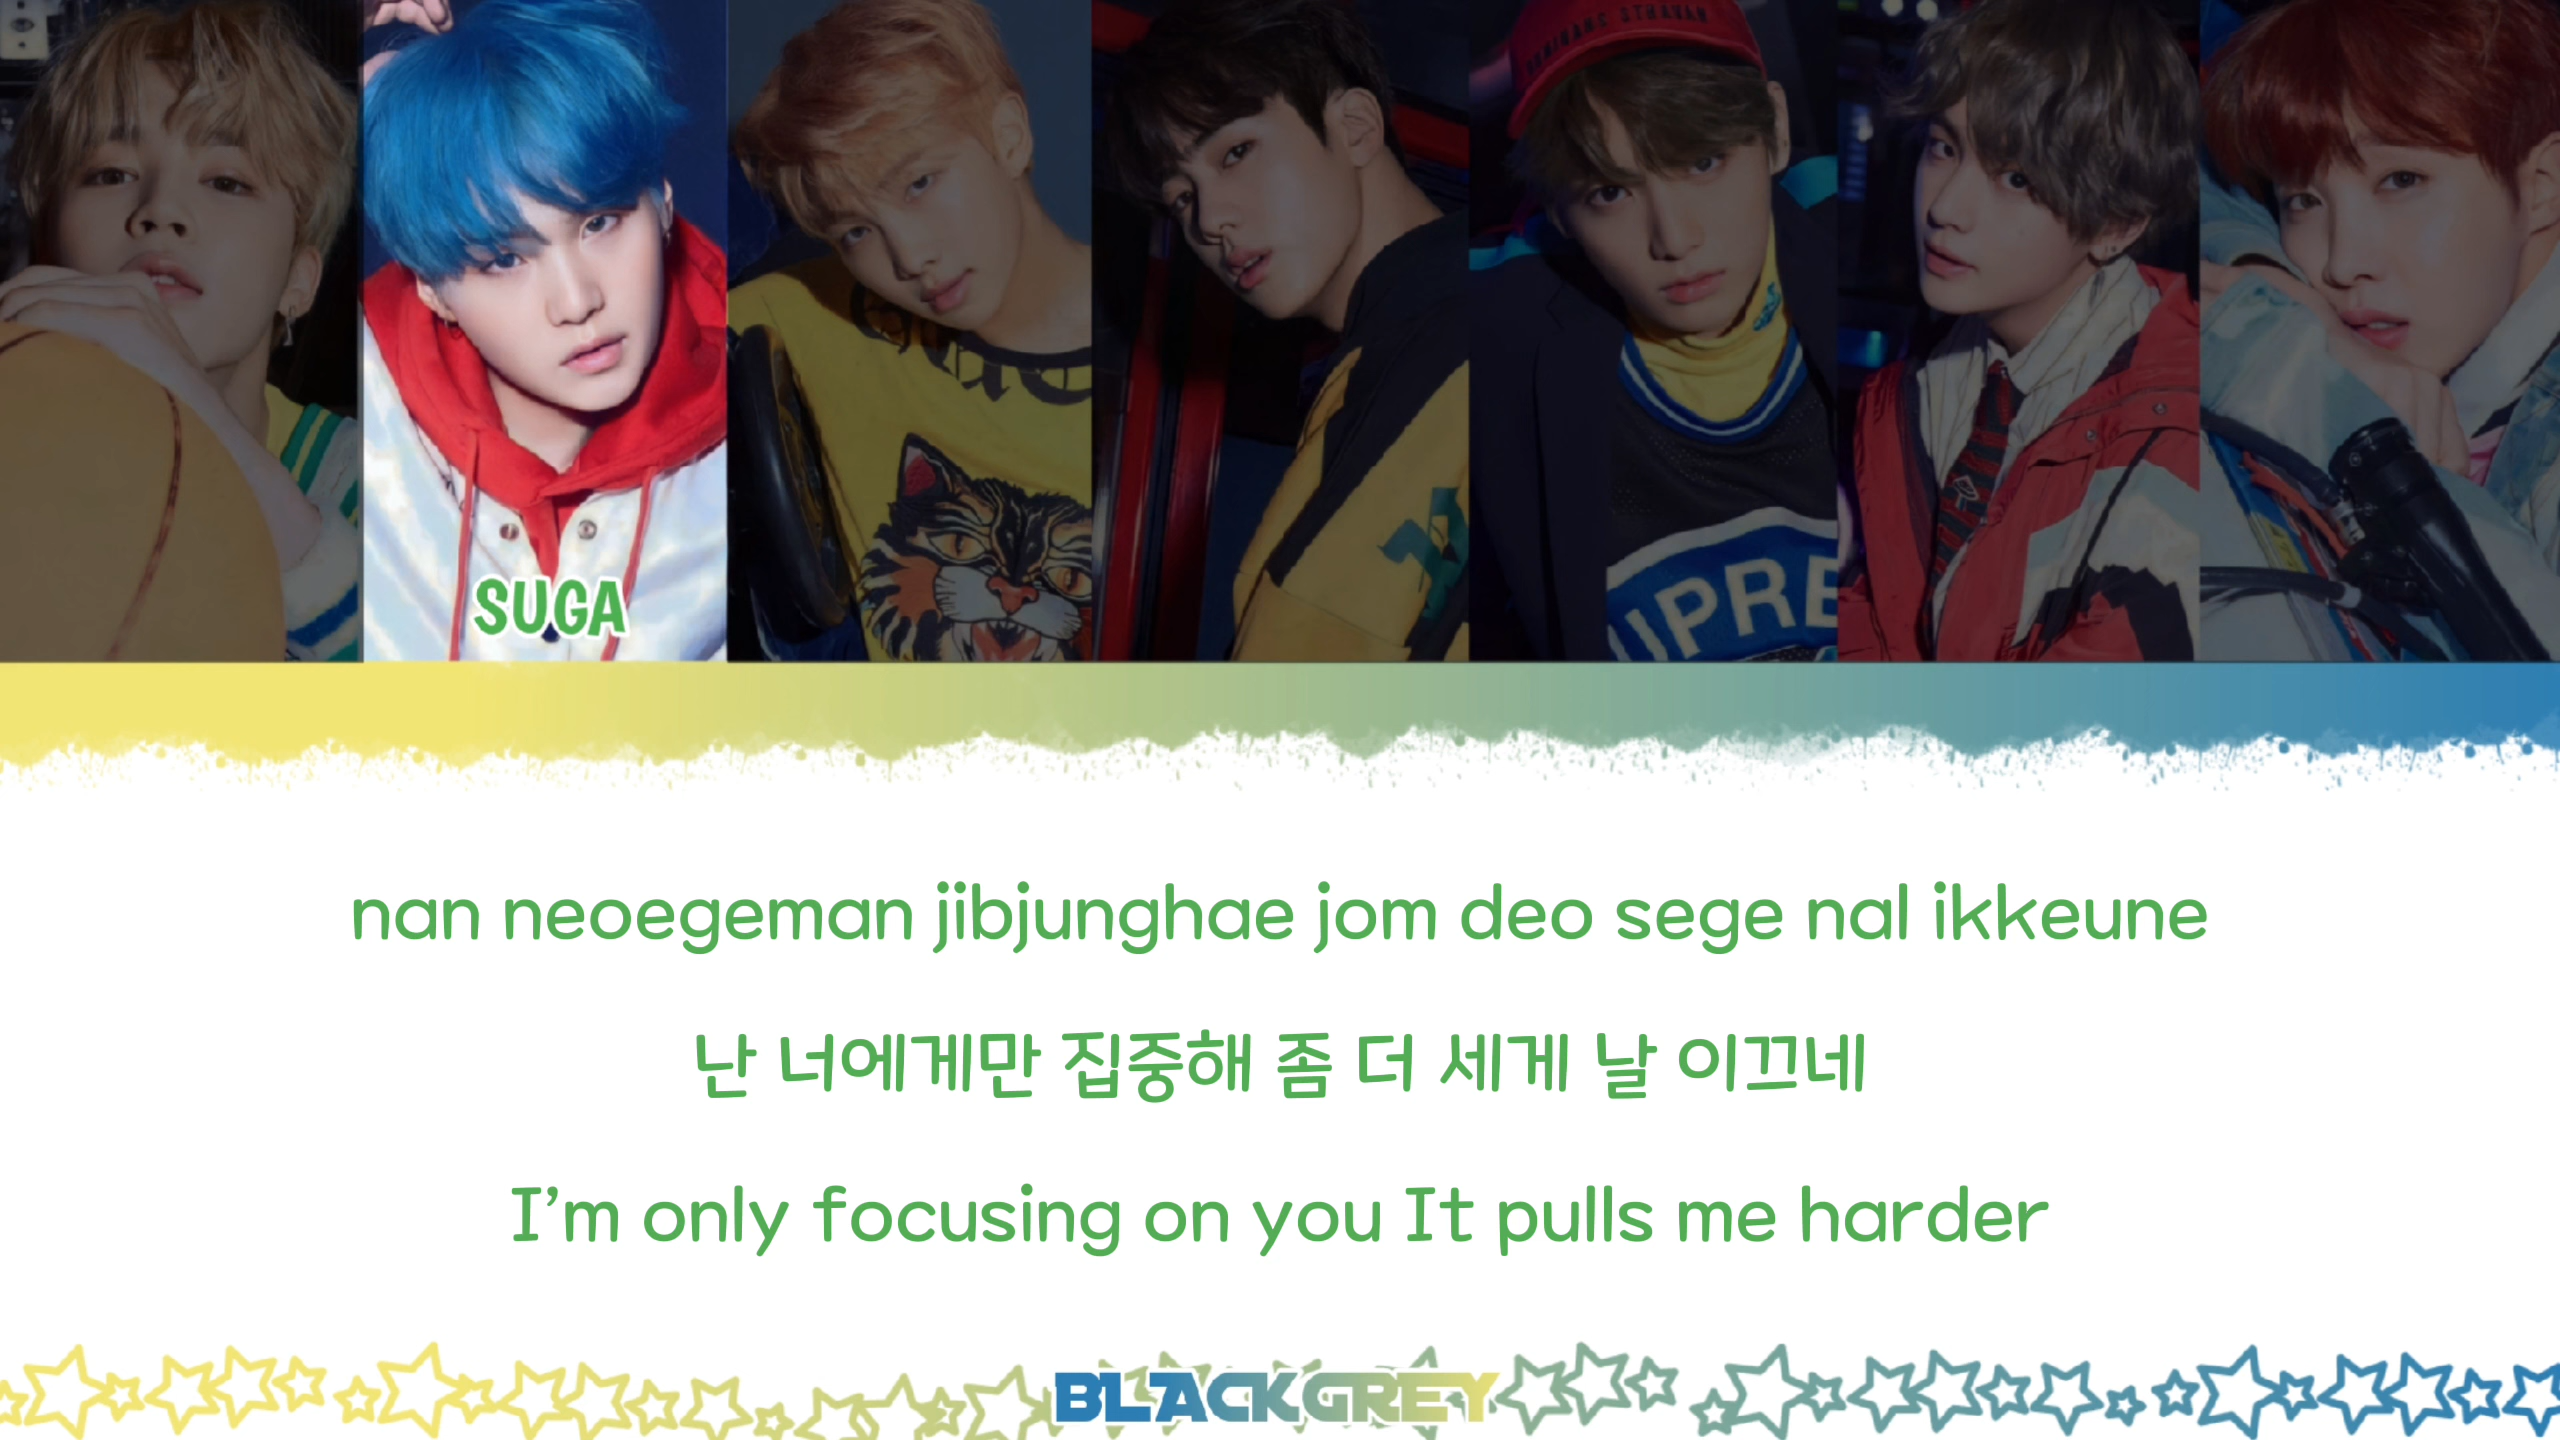 SUGA
UPRE
nan neoegeman jibjunghae jom deo sege nal ikkeune
난 너에게만 집중해 좀 더 세게 날 이끄네
I’m only focusing on you It pulls me harder
BLACKGREY